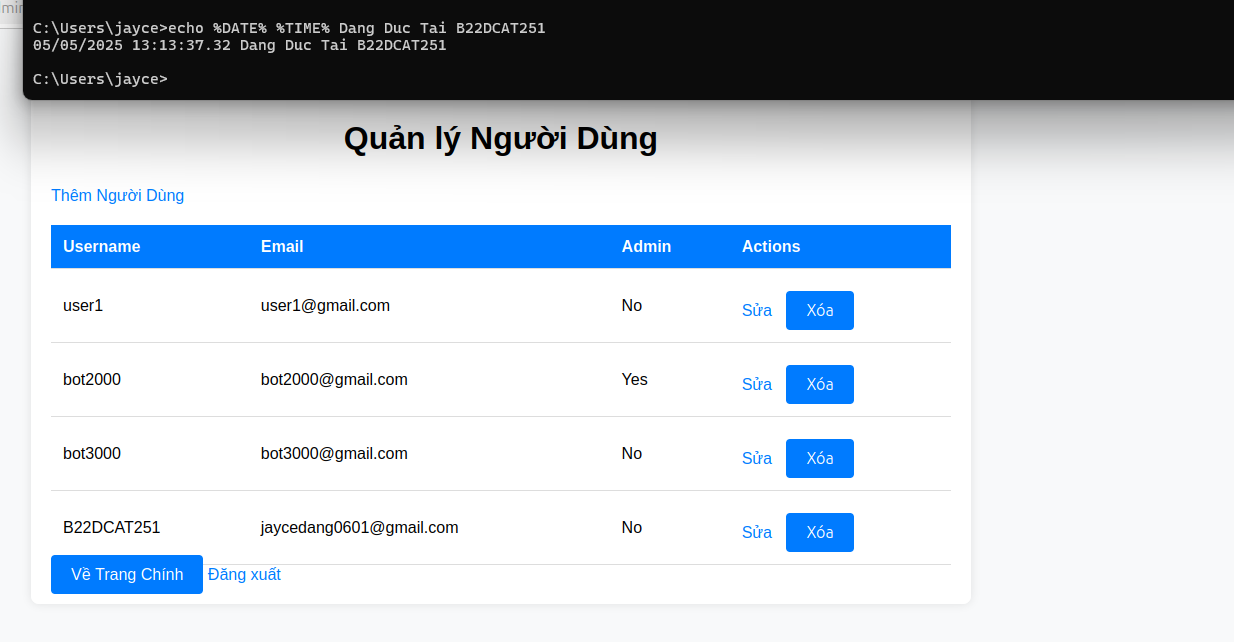 C:\Users\jayce>echo %DATE% %TIME% Dang Duc Tai B22DCAT251
05/05/2025 13:13:37.32 Dang Duc Tai B22DCAT251
C:\Users\jayce>
Quản lý Người Dùng
Thêm Người Dùng
Username Email Admin Actions
user1 user1@gmail.com No Sửa Xóa
bot2000 bot2000@gmail.com Yes Sửa Xóa
bot3000 bot3000@gmail.com No Sửa Xóa
B22DCAT251 jaycedang0601@gmail.com No Sửa Xóa
Về Trang Chính Đăng xuất